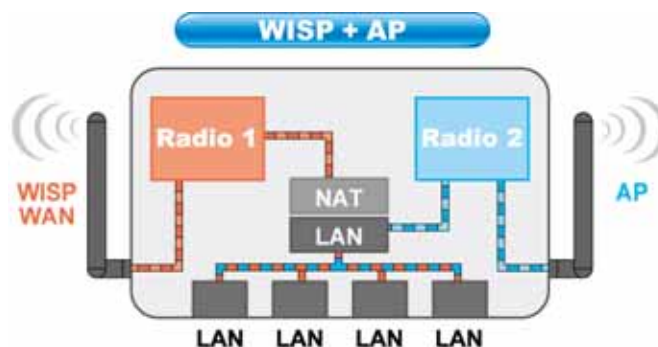 WISP + AP
Radio 1
Radio 2
WISP
WAN
NAT
LAN
AP
LAN LAN LAN LAN